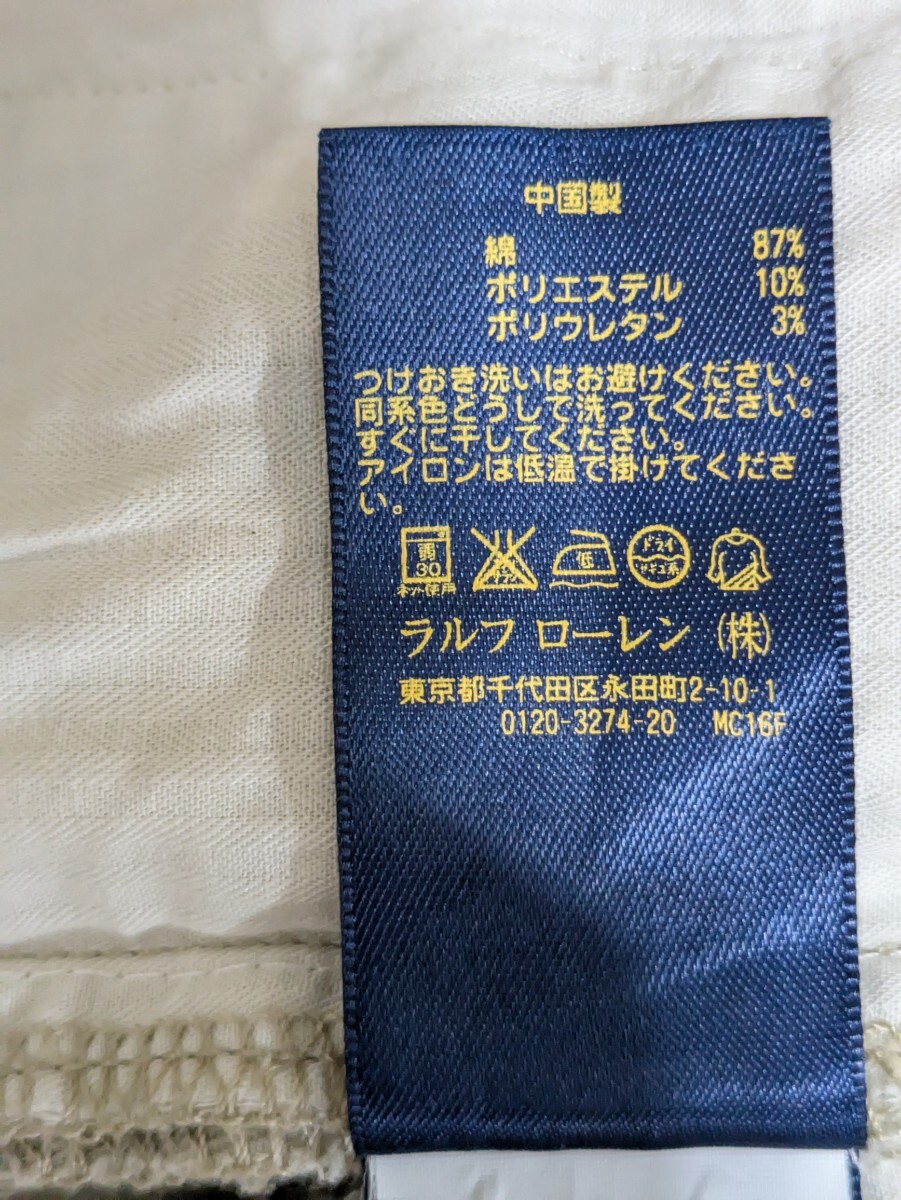 中国製
綿 87%
ポリエステル 10%
ポリウレタン 3%
つけおき洗いはお避けください。
同系色どうしで洗ってください。
すぐに干してください。
アイロンは低温で掛けてくださ
い。
弱
30
ネット使用
低
ドライ
セキユ系
ラルフ ローレン (株)
東京都千代田区永田町2-10-1
0120-3274-20 MC16F